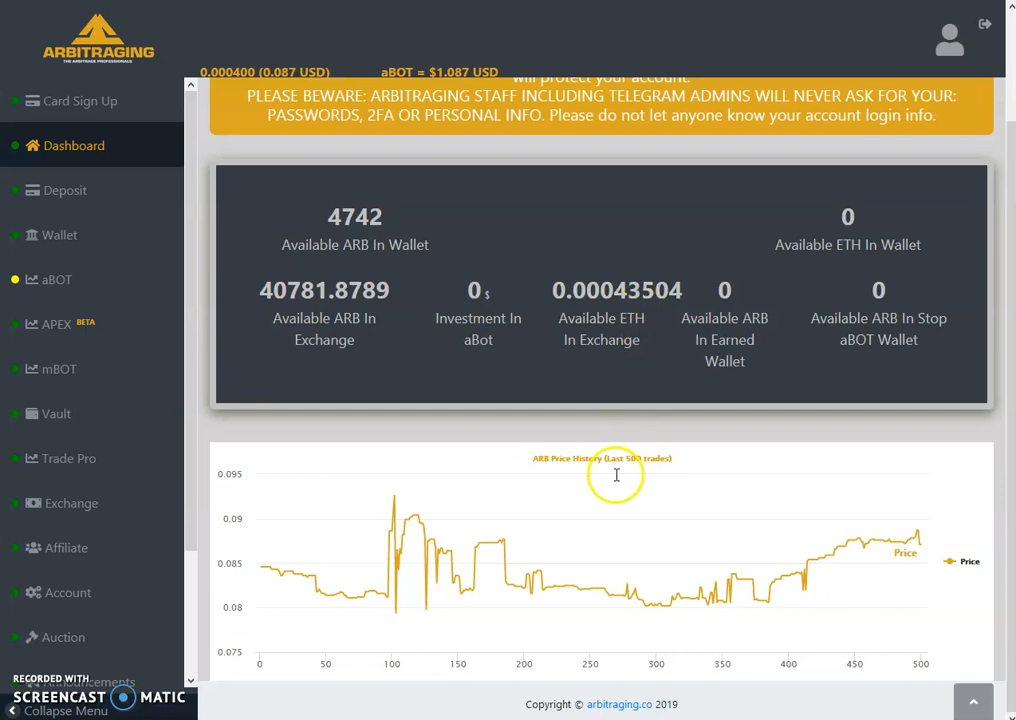 ARBITRAGING
THE ARBITRAGE PROFESSIONALS
0.000400 (0.087 USD)
aBOT = $1.087 USD
Card Sign Up
Dashboard
Deposit
Wallet
aBOT
APEX BETA
mBOT
Vault
Trade Pro
Exchange
Affiliate
Account
Auction
Announcements
Collapse Menu
RECORDED WITH
SCREENCAST MATIC
will protect your account.
PLEASE BEWARE: ARBITRAGING STAFF INCLUDING TELEGRAM ADMINS WILL NEVER ASK FOR YOUR:
PASSWORDS, 2FA OR PERSONAL INFO. Please do not let anyone know your account login info.
4742
Available ARB In Wallet
0
Available ETH In Wallet
40781.8789
Available ARB In
Exchange
0 $
Investment In
aBot
0.00043504
Available ETH
In Exchange
0
Available ARB
In Earned
Wallet
0
Available ARB In Stop
aBOT Wallet
ARB Price History (Last 500 trades)
0.095
0.09
0.085
0.08
0.075
0 50 100 150 200 250 300 350 400 450 500
Price
Price
Copyright © arbitraging.co 2019